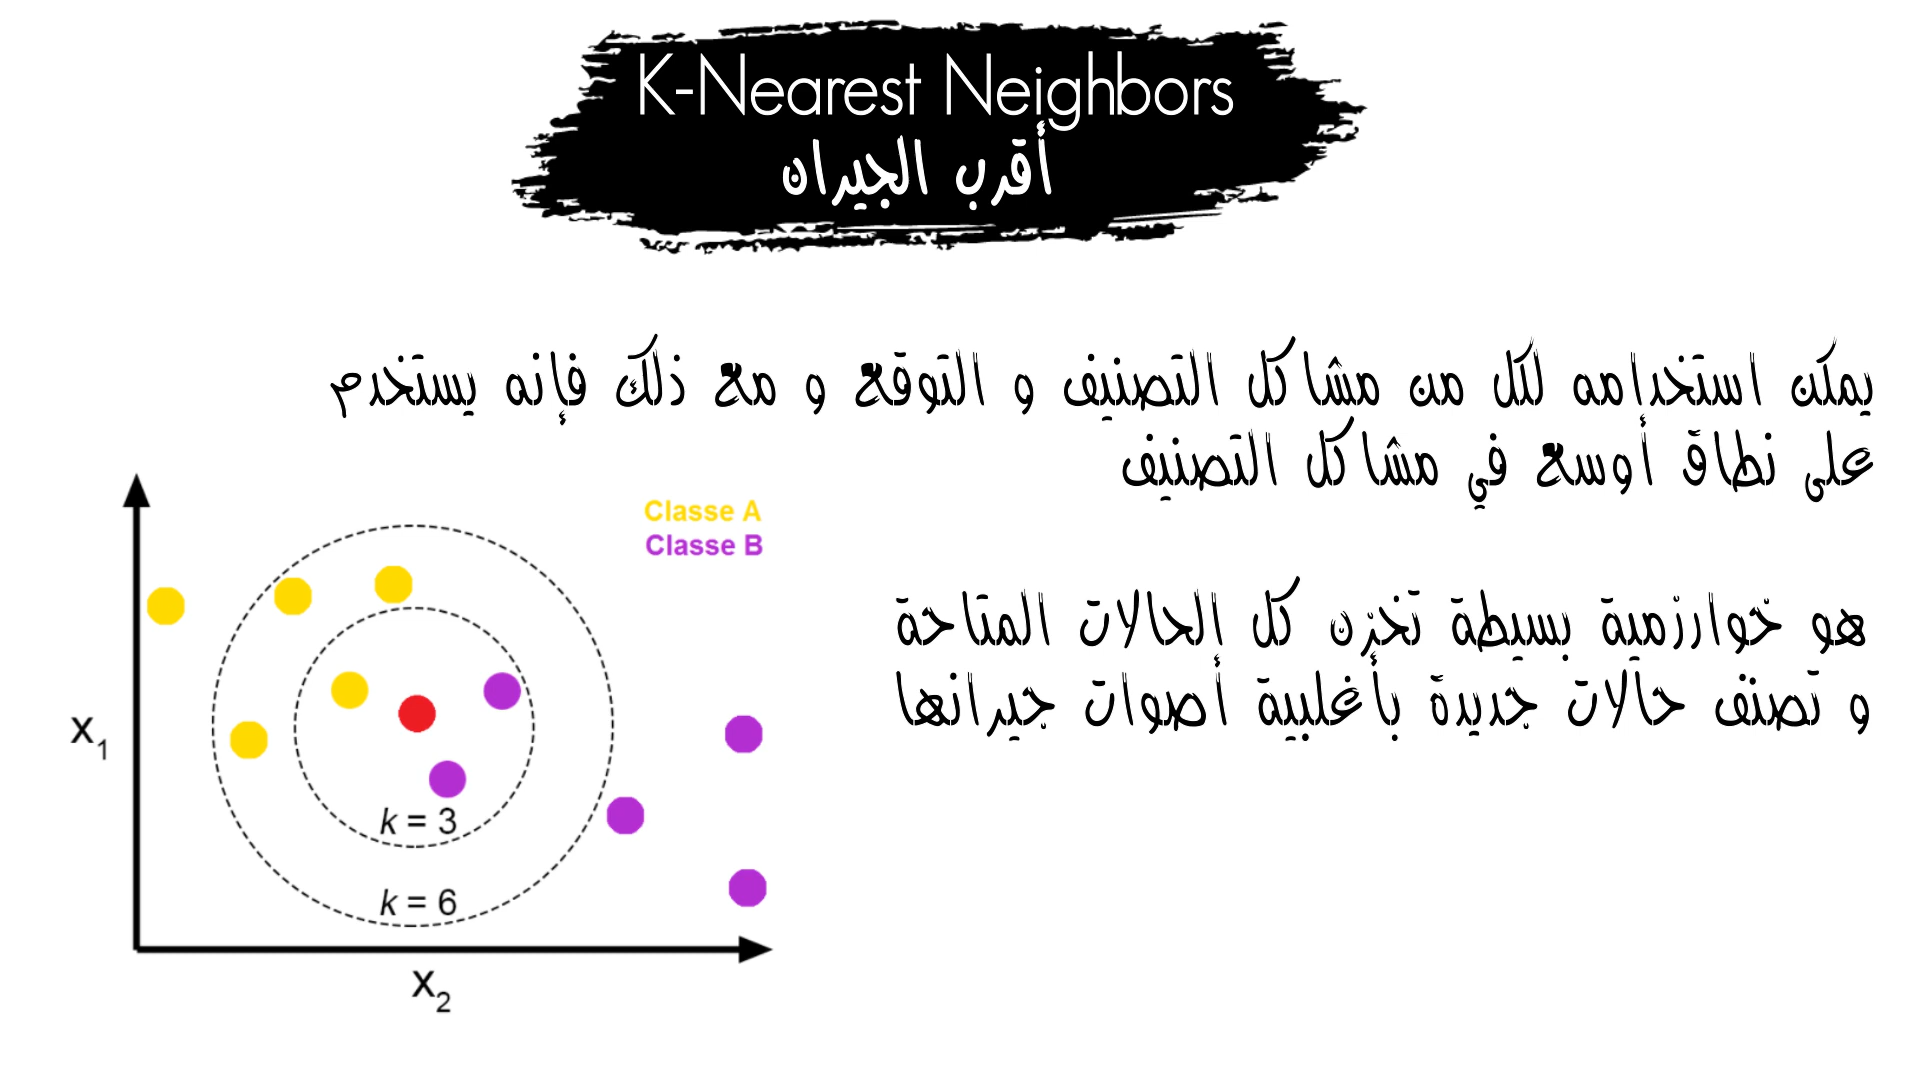 K-Nearest Neighbors
أقرب الجيران
يمكن استخدامه لكل من مشاكل التصنيف و التوقع و مع ذلك فإنه يستخدم
على نطاق أوسع في مشاكل التصنيف
هو خوارزمية بسيطة تخزن كل الحالات المتاحة
و تصنف حالات جديدة بأغلبية أصوات جيرانها
Classe A
Classe B
x₁
k = 3
k = 6
x₂